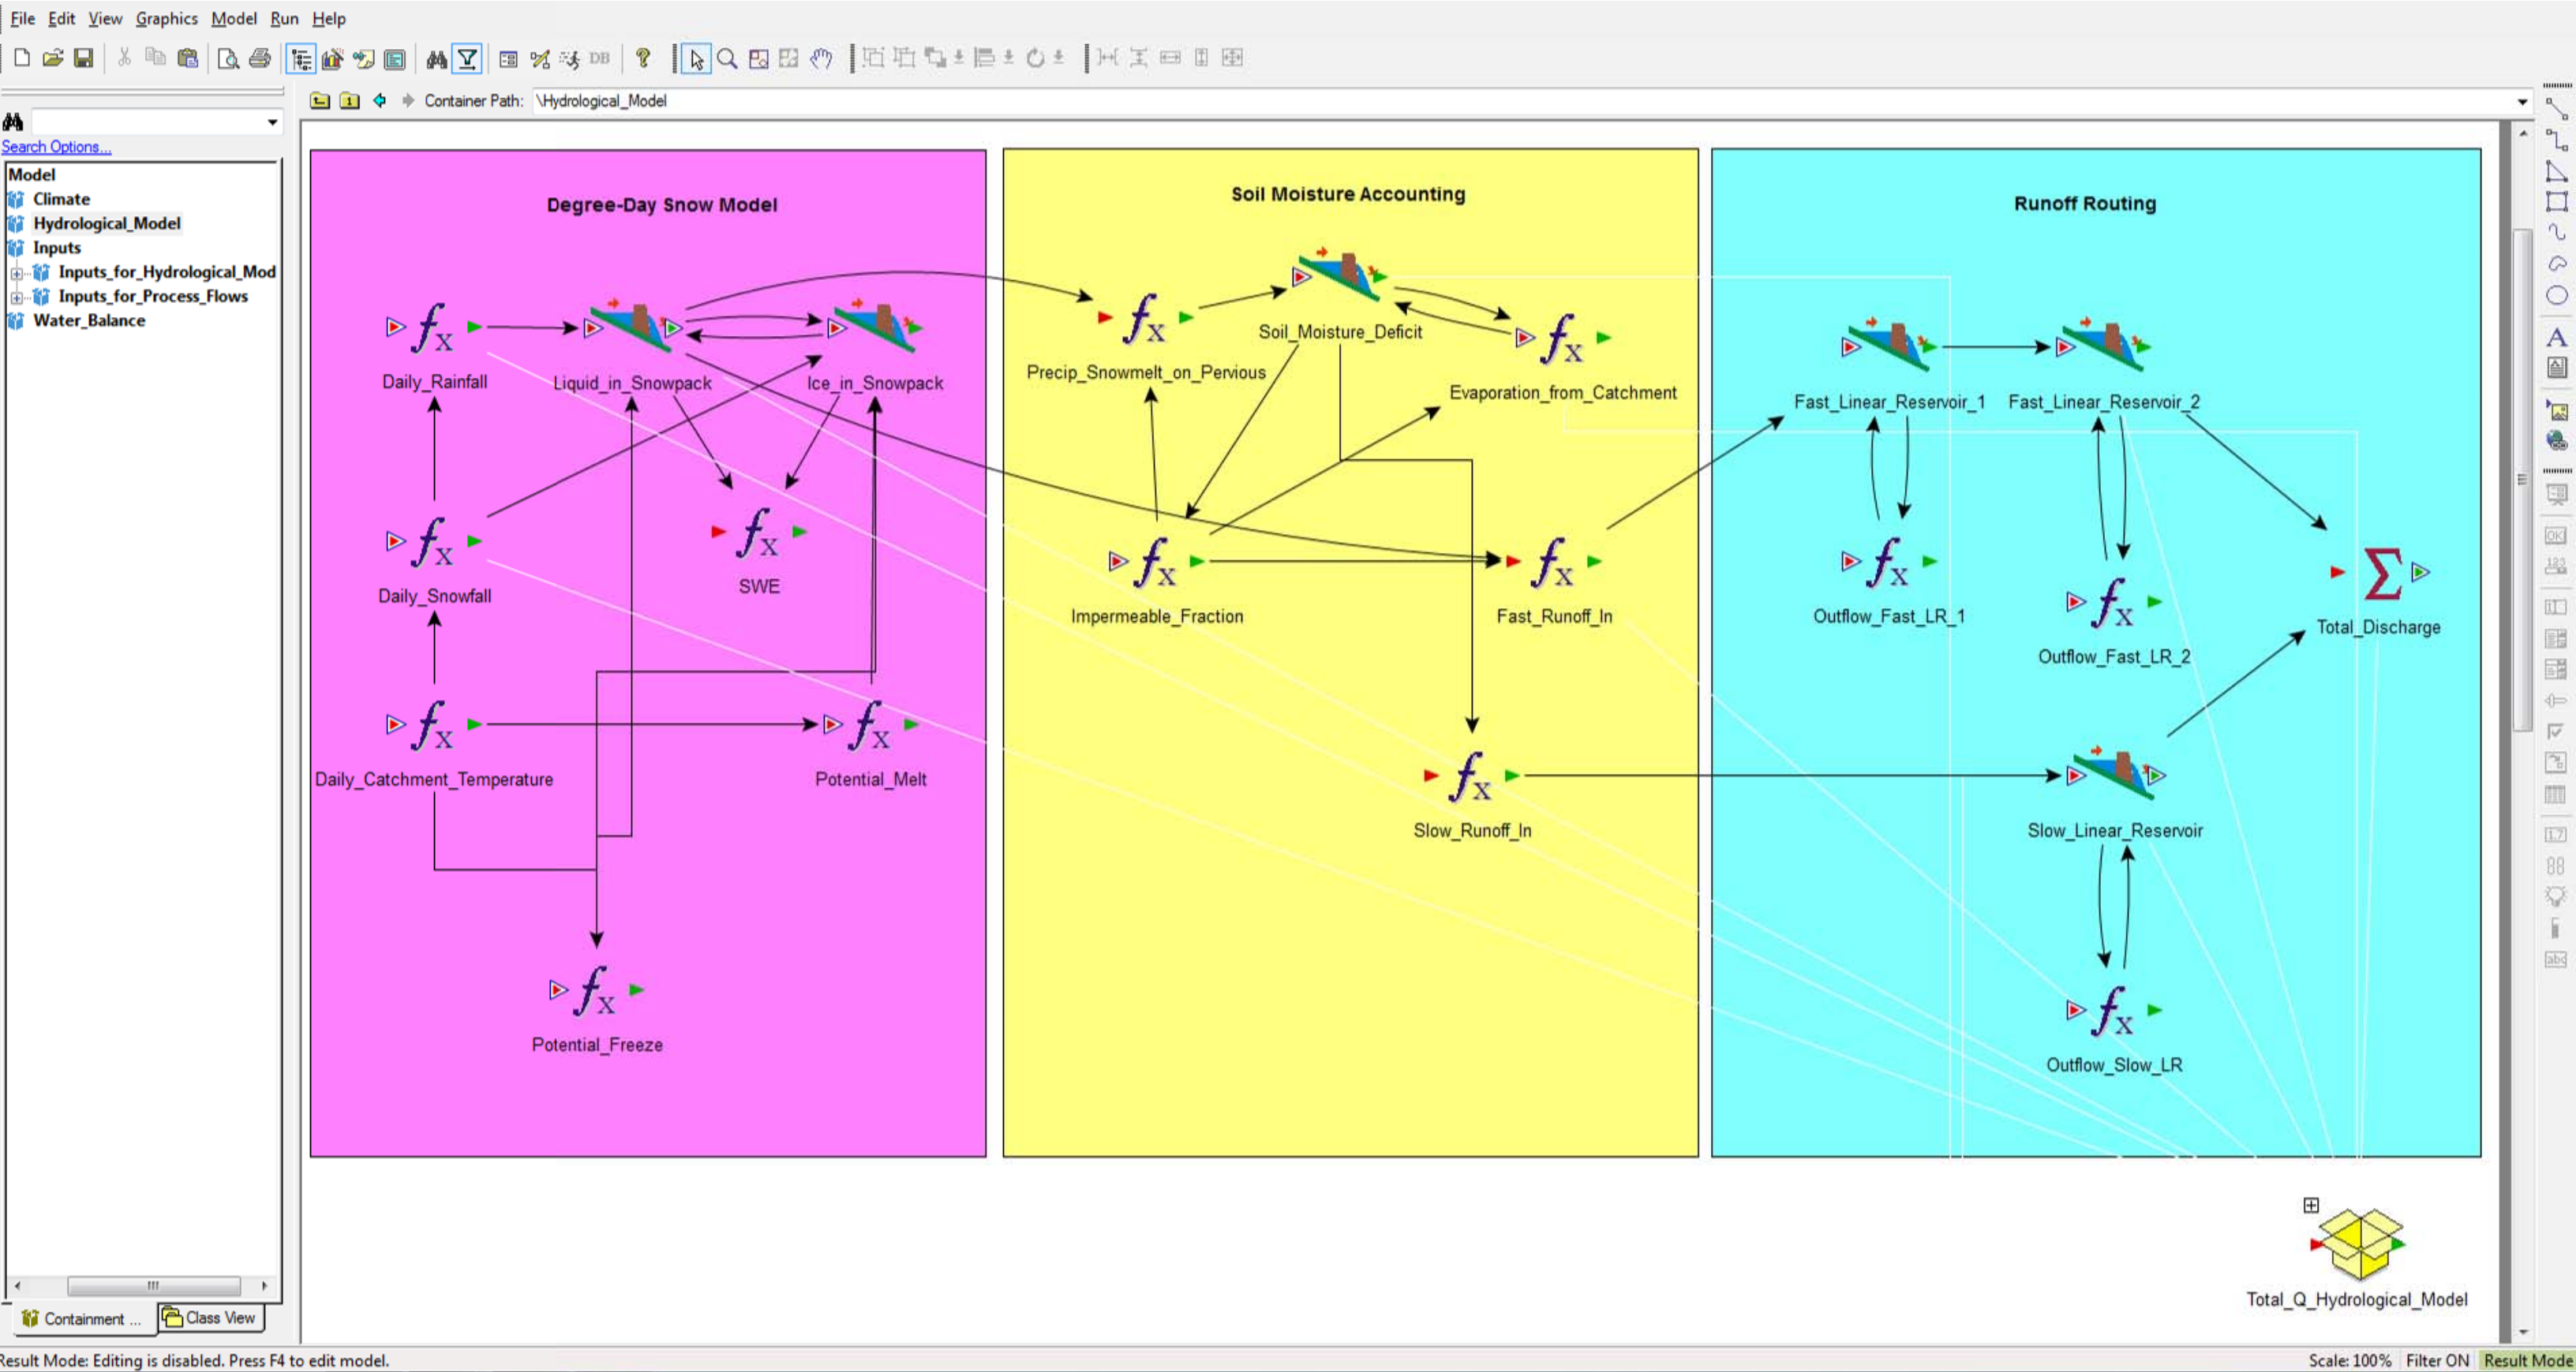 File Edit View Graphics Model Run Help
DB
Container Path: \Hydrological_Model
Search Options...
Model
Climate
Hydrological_Model
Inputs
Inputs_for_Hydrological_Mod
Inputs_for_Process_Flows
Water_Balance
Containment ... Class View
Degree-Day Snow Model
Daily_Rainfall
Liquid_in_Snowpack
Ice_in_Snowpack
Daily_Snowfall
SWE
Daily_Catchment_Temperature
Potential_Melt
Potential_Freeze
Soil Moisture Accounting
Soil_Moisture_Deficit
Precip_Snowmelt_on_Pervious
Evaporation_from_Catchment
Impermeable_Fraction
Fast_Runoff_In
Slow_Runoff_In
Runoff Routing
Fast_Linear_Reservoir_1
Fast_Linear_Reservoir_2
Outflow_Fast_LR_1
Outflow_Fast_LR_2
Total_Discharge
Slow_Linear_Reservoir
Outflow_Slow_LR
Total_Q_Hydrological_Model
Result Mode: Editing is disabled. Press F4 to edit model.
Scale: 100% Filter ON Result Mode